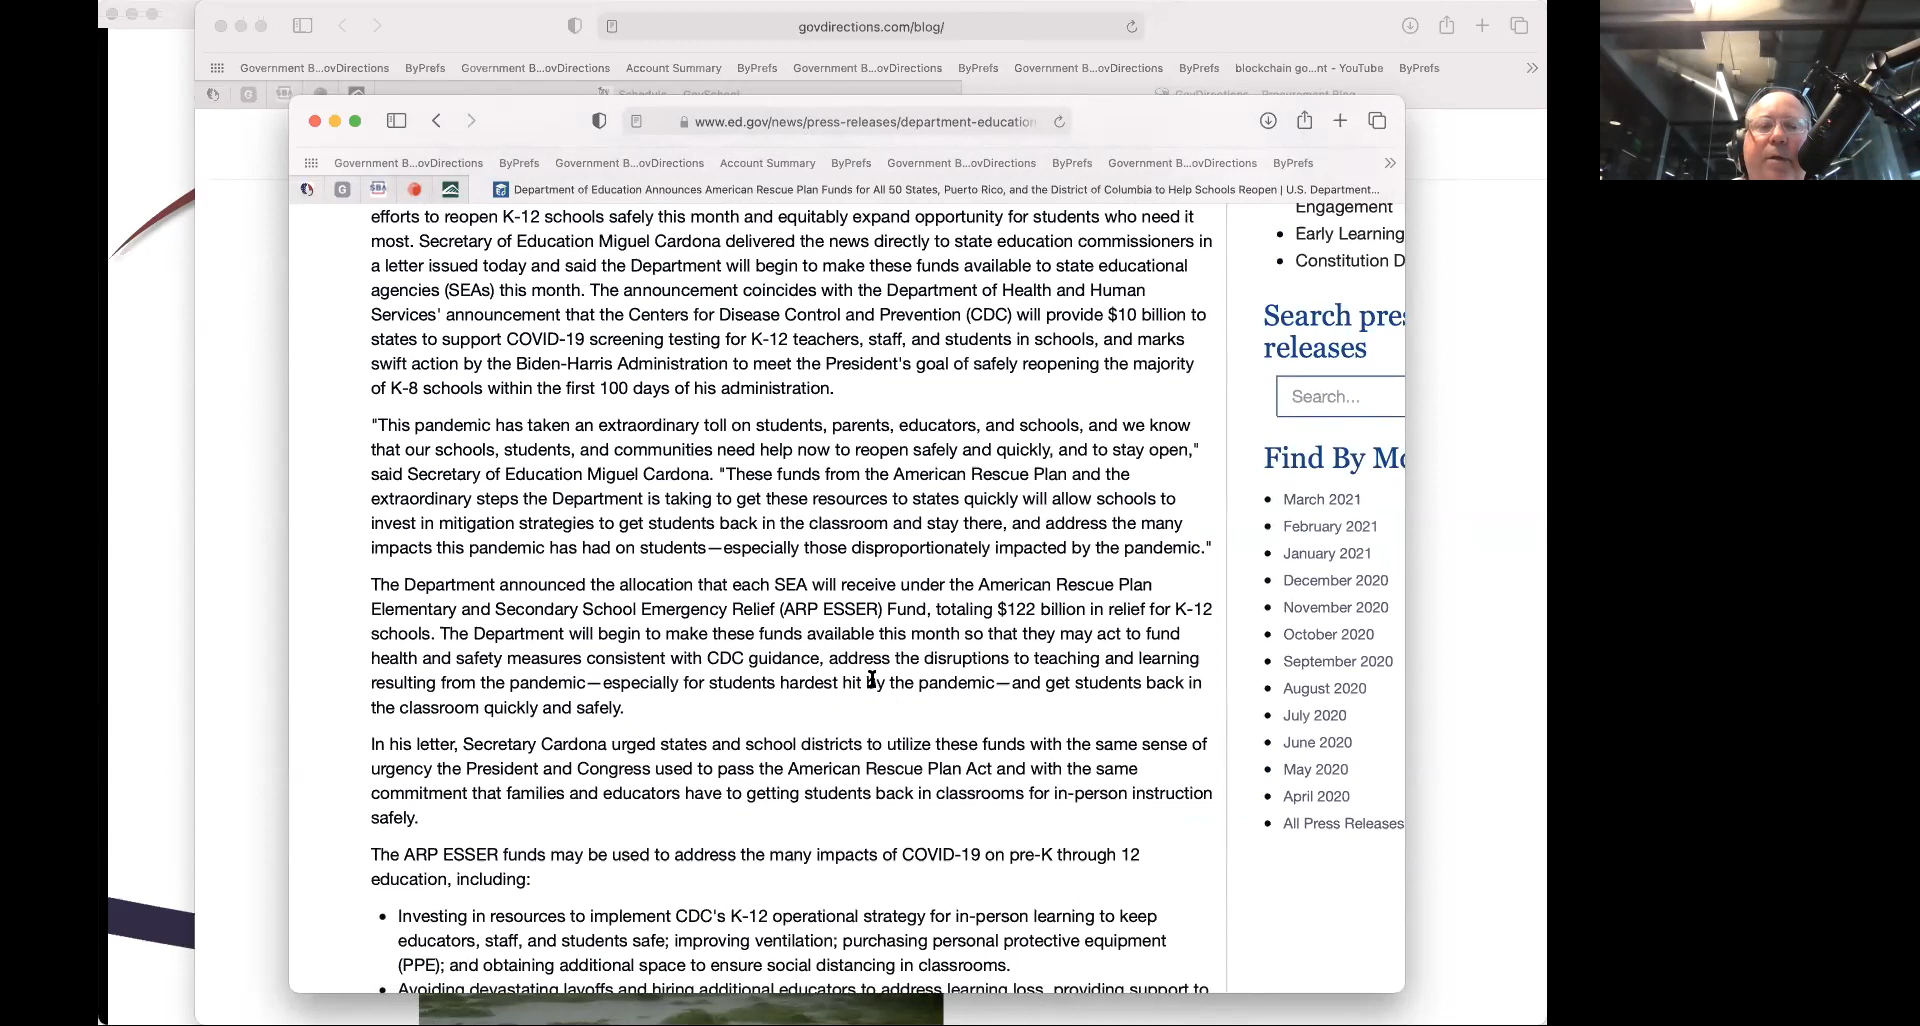 govdirections.com/blog/
Government B...ovDirections ByPrefs Government B...ovDirections Account Summary ByPrefs Government B...ovDirections ByPrefs Government B...ovDirections ByPrefs blockchain go...nt - YouTube ByPrefs
www.ed.gov/news/press-releases/department-education
Government B...ovDirections ByPrefs Government B...ovDirections Account Summary ByPrefs Government B...ovDirections ByPrefs Government B...ovDirections ByPrefs
G SBA Department of Education Announces American Rescue Plan Funds for All 50 States, Puerto Rico, and the District of Columbia to Help Schools Reopen | U.S. Department...
efforts to reopen K-12 schools safely this month and equitably expand opportunity for students who need it
most. Secretary of Education Miguel Cardona delivered the news directly to state education commissioners in
a letter issued today and said the Department will begin to make these funds available to state educational
agencies (SEAs) this month. The announcement coincides with the Department of Health and Human
Services' announcement that the Centers for Disease Control and Prevention (CDC) will provide $10 billion to
states to support COVID-19 screening testing for K-12 teachers, staff, and students in schools, and marks
swift action by the Biden-Harris Administration to meet the President's goal of safely reopening the majority
of K-8 schools within the first 100 days of his administration.
"This pandemic has taken an extraordinary toll on students, parents, educators, and schools, and we know
that our schools, students, and communities need help now to reopen safely and quickly, and to stay open,"
said Secretary of Education Miguel Cardona. "These funds from the American Rescue Plan and the
extraordinary steps the Department is taking to get these resources to states quickly will allow schools to
invest in mitigation strategies to get students back in the classroom and stay there, and address the many
impacts this pandemic has had on students—especially those disproportionately impacted by the pandemic."
The Department announced the allocation that each SEA will receive under the American Rescue Plan
Elementary and Secondary School Emergency Relief (ARP ESSER) Fund, totaling $122 billion in relief for K-12
schools. The Department will begin to make these funds available this month so that they may act to fund
health and safety measures consistent with CDC guidance, address the disruptions to teaching and learning
resulting from the pandemic—especially for students hardest hit by the pandemic—and get students back in
the classroom quickly and safely.
In his letter, Secretary Cardona urged states and school districts to utilize these funds with the same sense of
urgency the President and Congress used to pass the American Rescue Plan Act and with the same
commitment that families and educators have to getting students back in classrooms for in-person instruction
safely.
The ARP ESSER funds may be used to address the many impacts of COVID-19 on pre-K through 12
education, including:
• Investing in resources to implement CDC's K-12 operational strategy for in-person learning to keep
educators, staff, and students safe; improving ventilation; purchasing personal protective equipment
(PPE); and obtaining additional space to ensure social distancing in classrooms.
• Avoiding devastating layoffs and hiring additional educators to address learning loss, providing support to
Engagement
• Early Learning
• Constitution D
Search pre
releases
Search...
Find By Mo
• March 2021
• February 2021
• January 2021
• December 2020
• November 2020
• October 2020
• September 2020
• August 2020
• July 2020
• June 2020
• May 2020
• April 2020
• All Press Releases